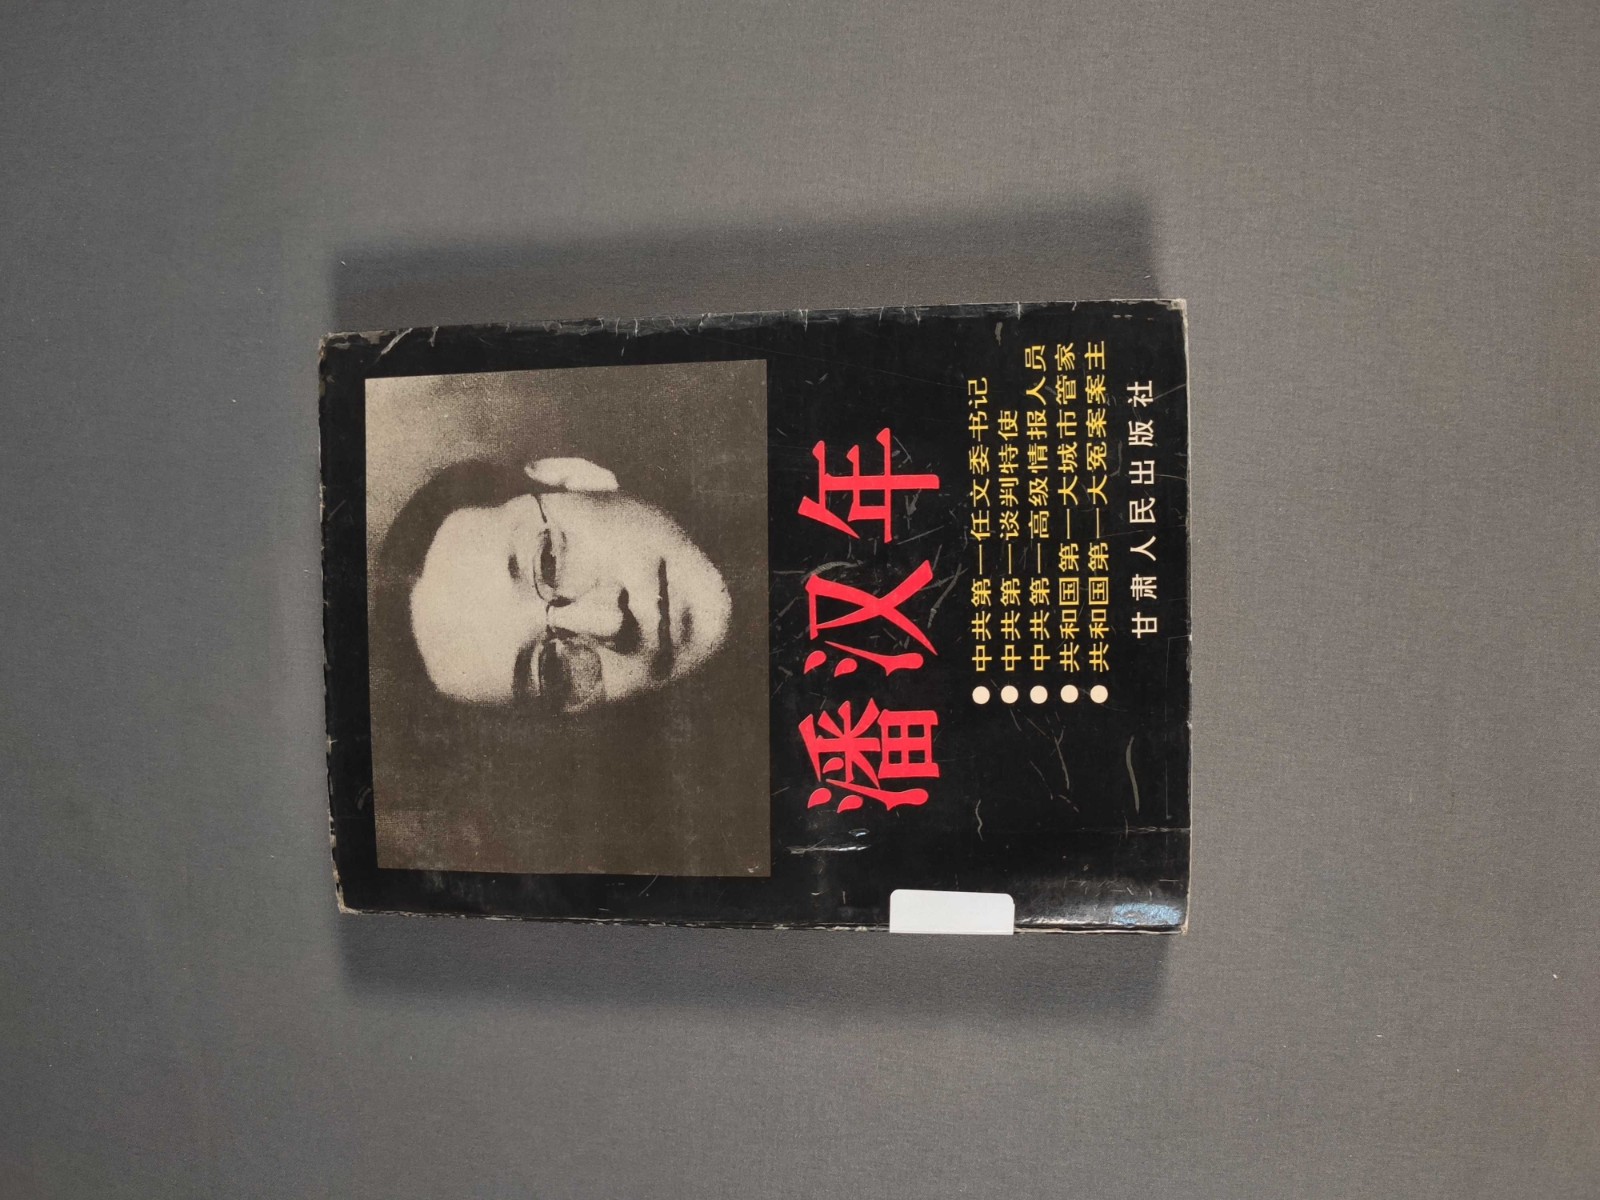 潘汉年
●中共第一任文委书记
●中共第一谈判特使
●中共第一高级情报人员
●共和国第一大城市管家
●共和国第一大冤案案主
甘肃人民出版社